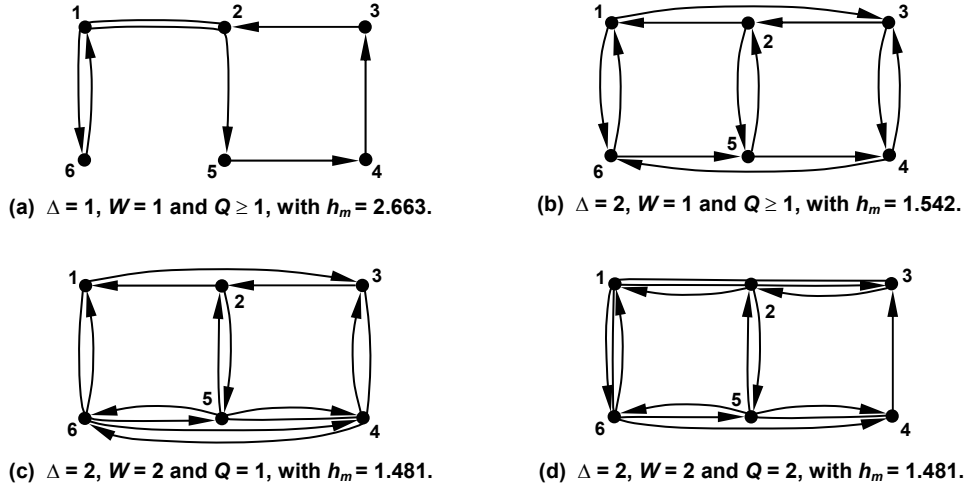 1 2 3
6 5 4
(a) Δ = 1, W = 1 and Q ≥ 1, with hm = 2.663.
1 2 3
6 5 4
(b) Δ = 2, W = 1 and Q ≥ 1, with hm = 1.542.
1 2 3
6 5 4
(c) Δ = 2, W = 2 and Q = 1, with hm = 1.481.
1 2 3
6 5 4
(d) Δ = 2, W = 2 and Q = 2, with hm = 1.481.